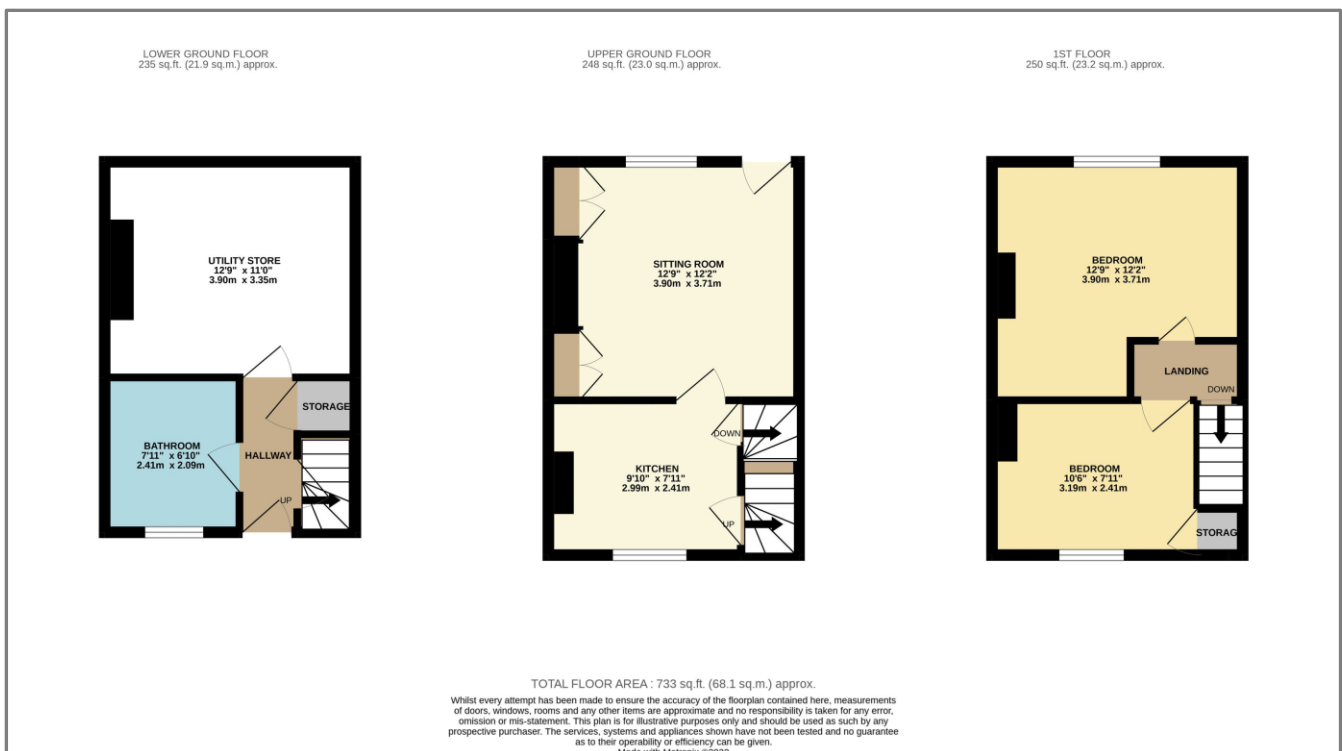 LOWER GROUND FLOOR
235 sq.ft. (21.9 sq.m.) approx.
UPPER GROUND FLOOR
248 sq.ft. (23.0 sq.m.) approx.
1ST FLOOR
250 sq.ft. (23.2 sq.m.) approx.
UTILITY STORE
12'9" x 11'0"
3.90m x 3.35m
STORAGE
BATHROOM
7'11" x 6'10"
2.41m x 2.09m
HALLWAY
UP
SITTING ROOM
12'9" x 12'2"
3.90m x 3.71m
DOWN
KITCHEN
9'10" x 7'11"
2.99m x 2.41m
UP
BEDROOM
12'9" x 12'2"
3.90m x 3.71m
LANDING
DOWN
BEDROOM
10'6" x 7'11"
3.19m x 2.41m
STORAG
TOTAL FLOOR AREA : 733 sq.ft. (68.1 sq.m.) approx.
Whilst every attempt has been made to ensure the accuracy of the floorplan contained here, measurements
of doors, windows, rooms and any other items are approximate and no responsibility is taken for any error,
omission or mis-statement. This plan is for illustrative purposes only and should be used as such by any
prospective purchaser. The services, systems and appliances shown have not been tested and no guarantee
as to their operability or efficiency can be given.
Made with Metropix